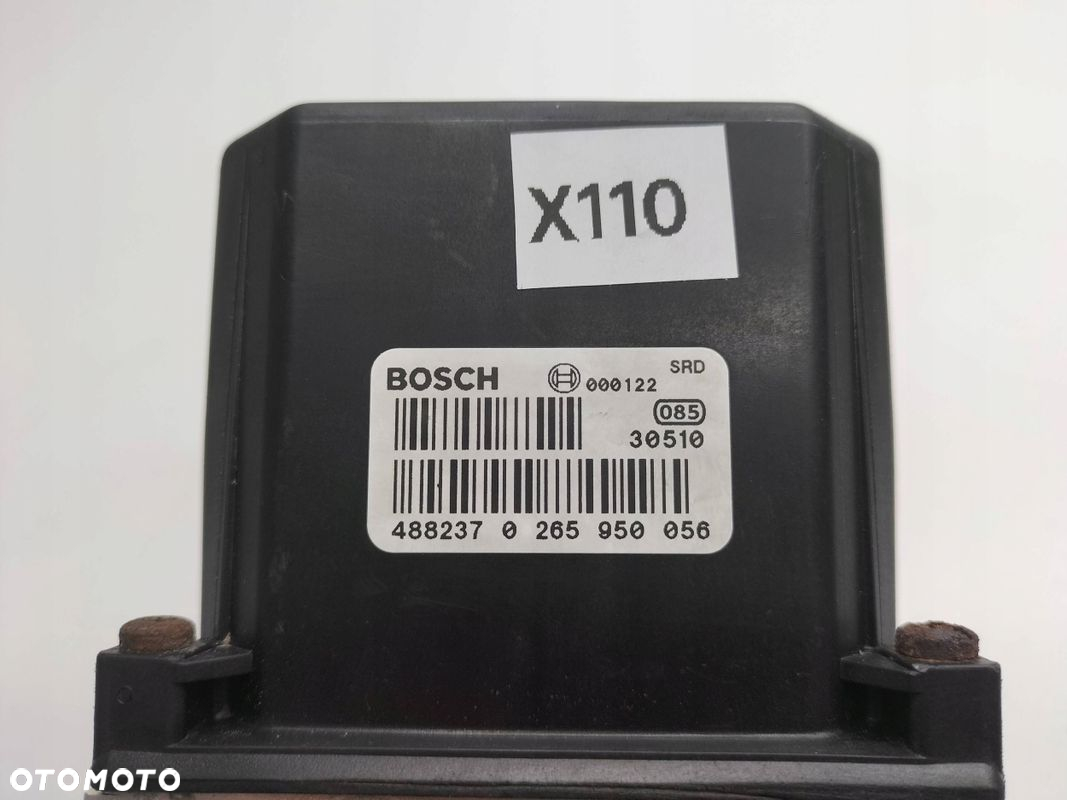 X110
BOSCH 000122 SRD
085
30510
488237 0 265 950 056
OTOMOTO